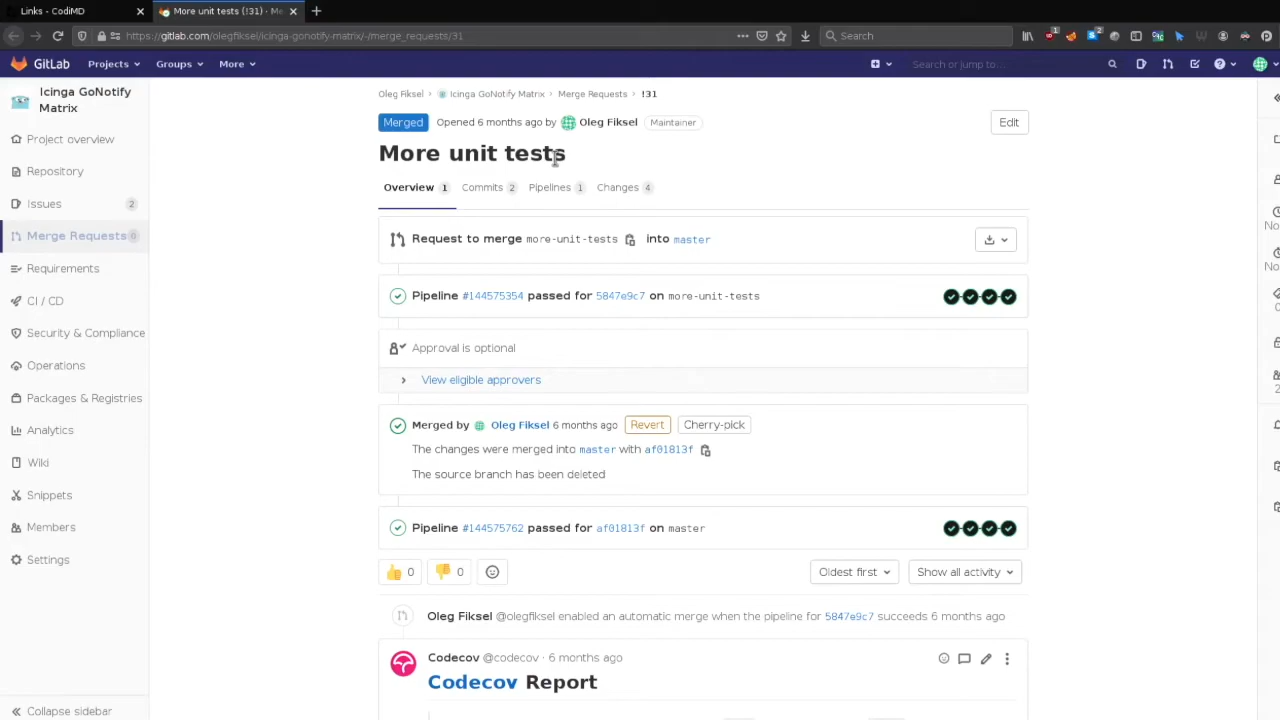 Links - CodiMD
More unit tests (!31) · Me
https://gitlab.com/olegfiksel/icinga-gonotify-matrix/-/merge_requests/31
Search
GitLab
Projects
Groups
More
Search or jump to...
Icinga GoNotify Matrix
Project overview
Repository
Issues 2
Merge Requests 0
Requirements
CI / CD
Security & Compliance
Operations
Packages & Registries
Analytics
Wiki
Snippets
Members
Settings
Collapse sidebar
Oleg Fiksel › Icinga GoNotify Matrix › Merge Requests › !31
Merged Opened 6 months ago by Oleg Fiksel Maintainer
Edit
More unit tests
Overview 1 Commits 2 Pipelines 1 Changes 4
Request to merge more-unit-tests into master
Pipeline #144575354 passed for 5847e9c7 on more-unit-tests
Approval is optional
View eligible approvers
Merged by Oleg Fiksel 6 months ago Revert Cherry-pick
The changes were merged into master with af01813f
The source branch has been deleted
Pipeline #144575762 passed for af01813f on master
0 0 Oldest first Show all activity
Oleg Fiksel @olegfiksel enabled an automatic merge when the pipeline for 5847e9c7 succeeds 6 months ago
Codecov @codecov · 6 months ago
Codecov Report